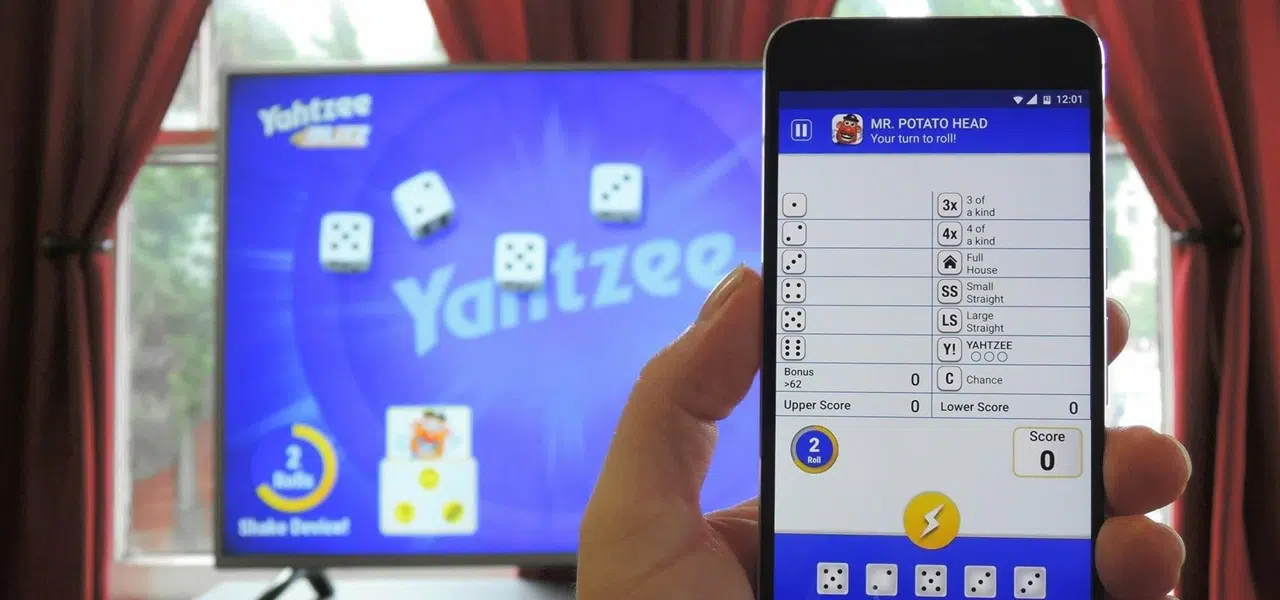 Yahtzee
BLITZ
Yahtzee
2
Rolls
Shake Device!
12:01
MR. POTATO HEAD
Your turn to roll!
3x 3 of
a kind
4x 4 of
a kind
Full
House
SS Small
Straight
LS Large
Straight
Y! YAHTZEE
Bonus
>62 0
C Chance
Upper Score 0
Lower Score 0
2
Roll
Score
0